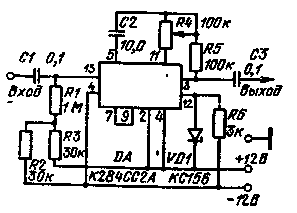 C2
R4
100к
10,0
R5
100к
C1
0,1
5
11
C3
0,1
13
8
Вход
R1
1М
4
12
Выход
7
9
2
4
R6
3к
R3
30к
R2
30к
DA
VD1
К284СС2А
КС156
+12В
-12В